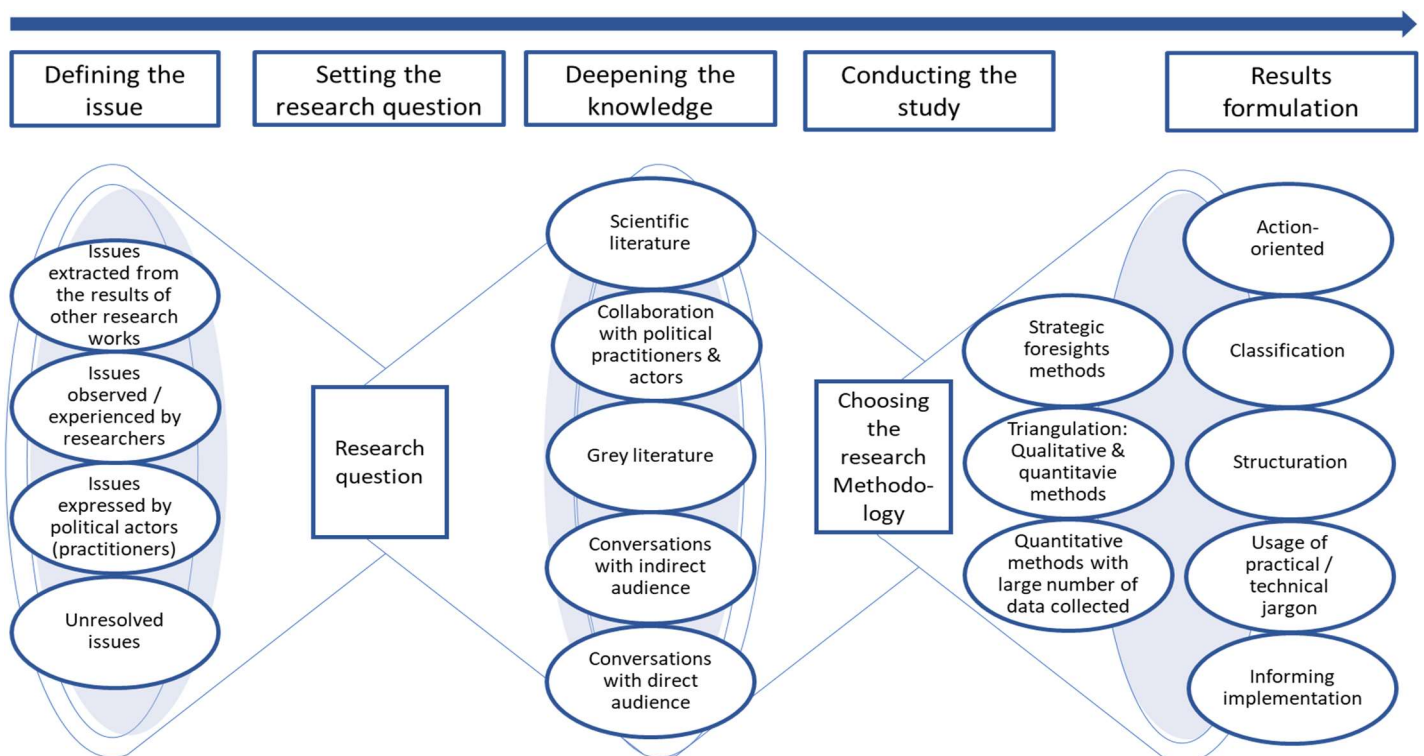 Defining the
issue
Setting the
research question
Deepening the
knowledge
Conducting the
study
Results
formulation
Issues
extracted from
the results of
other research
works
Issues
observed /
experienced by
researchers
Issues
expressed by
political actors
(practitioners)
Unresolved
issues
Research
question
Scientific
literature
Collaboration
with political
practitioners &
actors
Grey literature
Conversations
with indirect
audience
Conversations
with direct
audience
Choosing
the
research
Methodo-
logy
Strategic
foresights
methods
Triangulation:
Qualitative &
quantitavie
methods
Quantitative
methods with
large number of
data collected
Action-
oriented
Classification
Structuration
Usage of
practical /
technical
jargon
Informing
implementation